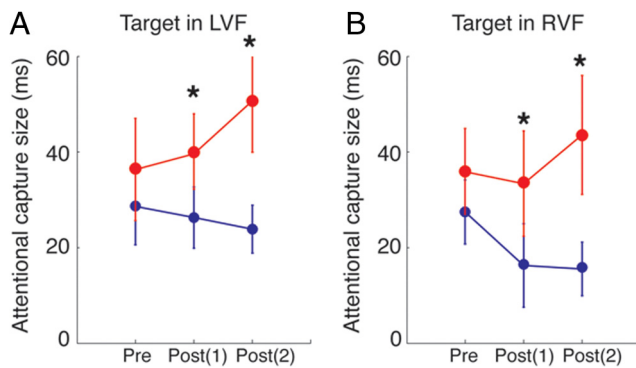 A
Target in LVF
Attentional capture size (ms)
60
40
20
0
*
*
Pre
Post(1)
Post(2)
B
Target in RVF
Attentional capture size (ms)
60
40
20
0
*
*
Pre
Post(1)
Post(2)